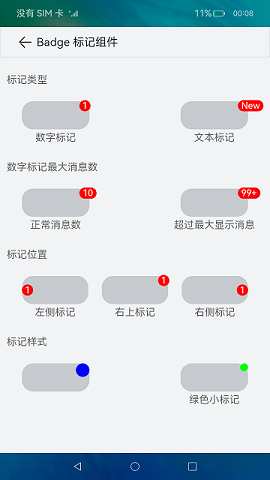 没有 SIM 卡 11% 00:08
Badge 标记组件
标记类型
1 New
数字标记 文本标记
数字标记最大消息数
10 99+
正常消息数 超过最大显示消息
标记位置
1 1 1
左侧标记 右上标记 右侧标记
标记样式
绿色小标记